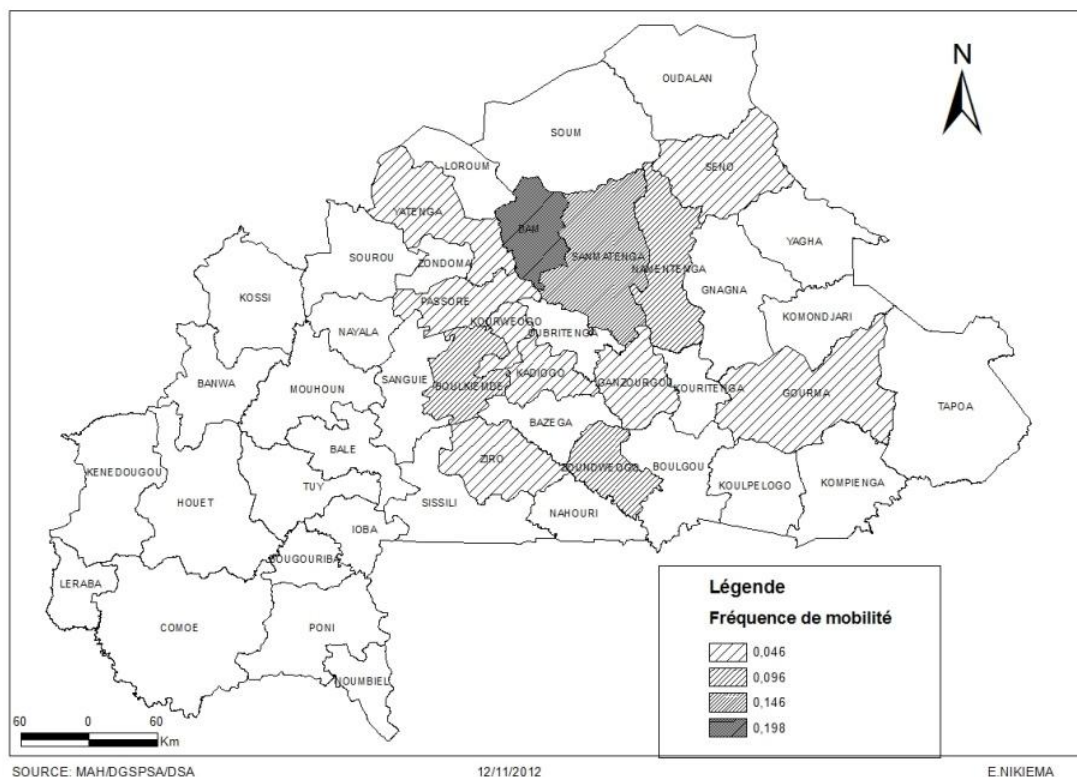 N
OUDALAN
SOUM
SENO
LOROUM
YATENGA
BAM
YAGHA
SANMATENGA
SOUROU
ZONDOMA
NAMENTENGA
GNAGNA
KOSSI
PASSORE
KOMONDJARI
KOURWEOGO
NAYALA
OUBRITENGA
SANGUIE
BANWA
MOUHOUN
BOULKIEMDE
KADIOGO
GANZOURGOU
KOURITENGA
GOURMA
TAPOA
BAZEGA
BALE
ZIRO
ZOUNDWEOGO
BOULGOU
KENEDOUGOU
TUY
KOULPELOGO
KOMPIENGA
HOUET
SISSILI
NAHOURI
IOBA
BOUGOURIBA
LERABA
COMOE
PONI
NOUMBIEL
Légende
Fréquence de mobilité
0,046
0,096
0,146
0,198
60 0 60
Km
SOURCE: MAH/DGSPSA/DSA 12/11/2012 E.NIKIEMA